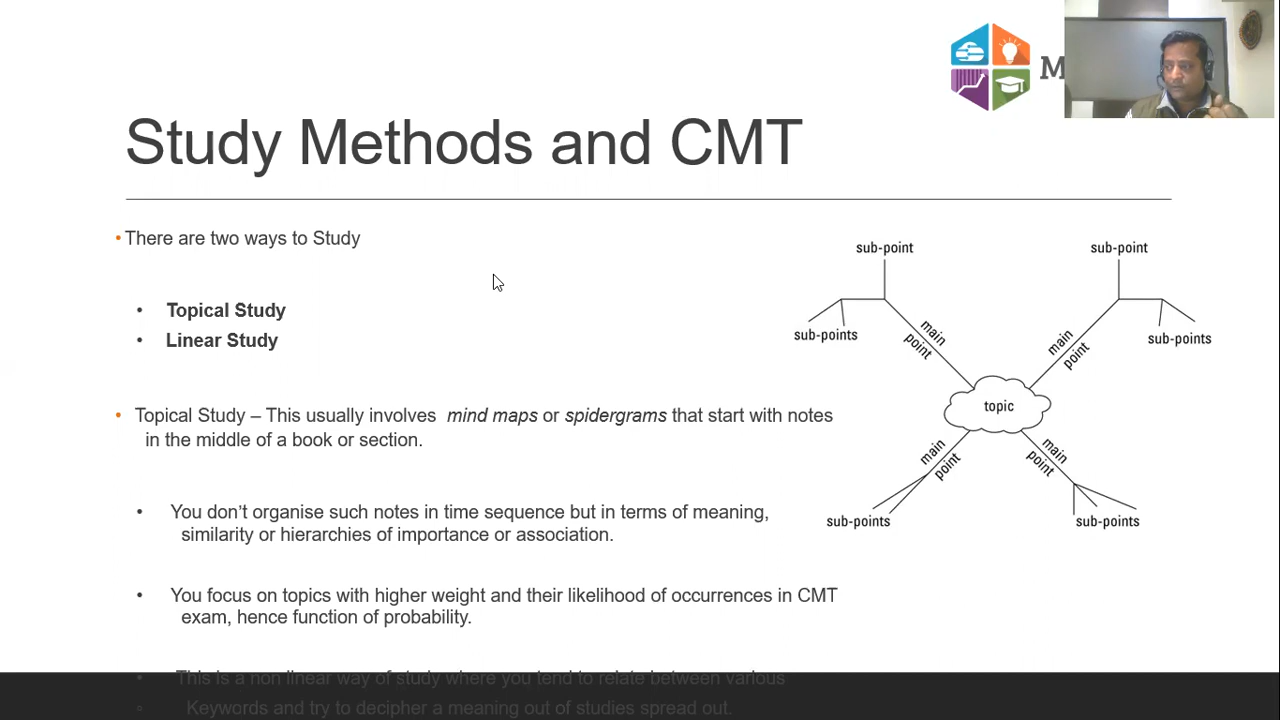 M
Study Methods and CMT
• There are two ways to Study
• Topical Study
• Linear Study
• Topical Study – This usually involves mind maps or spidergrams that start with notes
in the middle of a book or section.
• You don’t organise such notes in time sequence but in terms of meaning,
similarity or hierarchies of importance or association.
• You focus on topics with higher weight and their likelihood of occurrences in CMT
exam, hence function of probability.
• This is a non linear way of study where you tend to relate between various
Keywords and try to decipher a meaning out of studies spread out.
sub-point
sub-point
sub-points
sub-points
main
point
main
point
topic
main
point
main
point
sub-points
sub-points